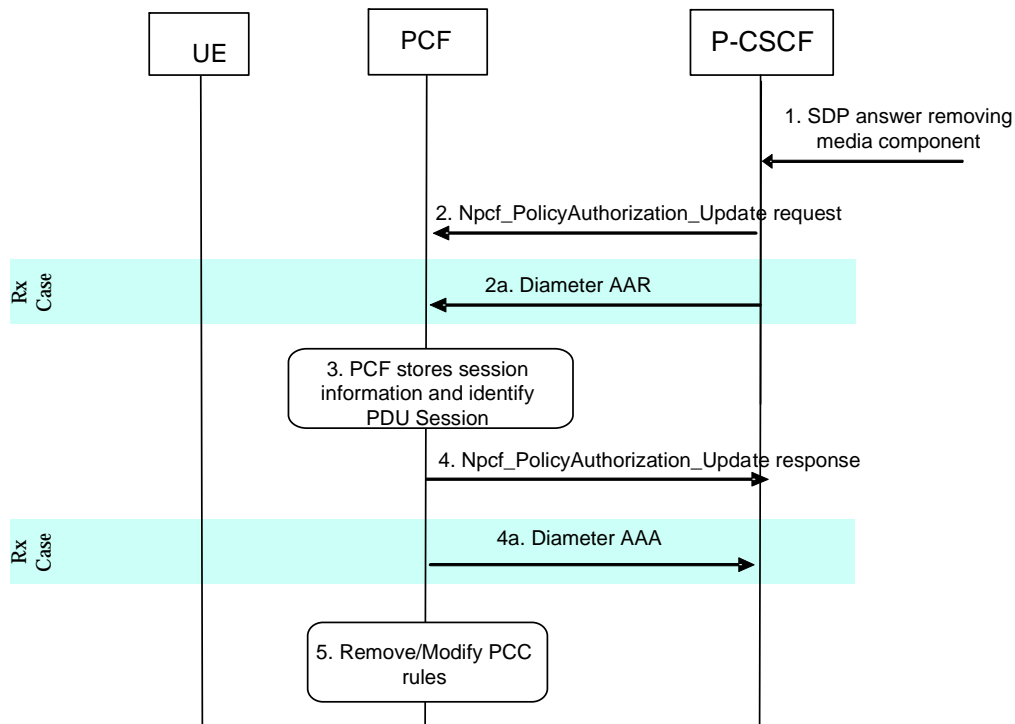 UE
PCF
P-CSCF
1. SDP answer removing
media component
2. Npcf_PolicyAuthorization_Update request
Rx
Case
2a. Diameter AAR
3. PCF stores session
information and identify
PDU Session
4. Npcf_PolicyAuthorization_Update response
Rx
Case
4a. Diameter AAA
5. Remove/Modify PCC
rules